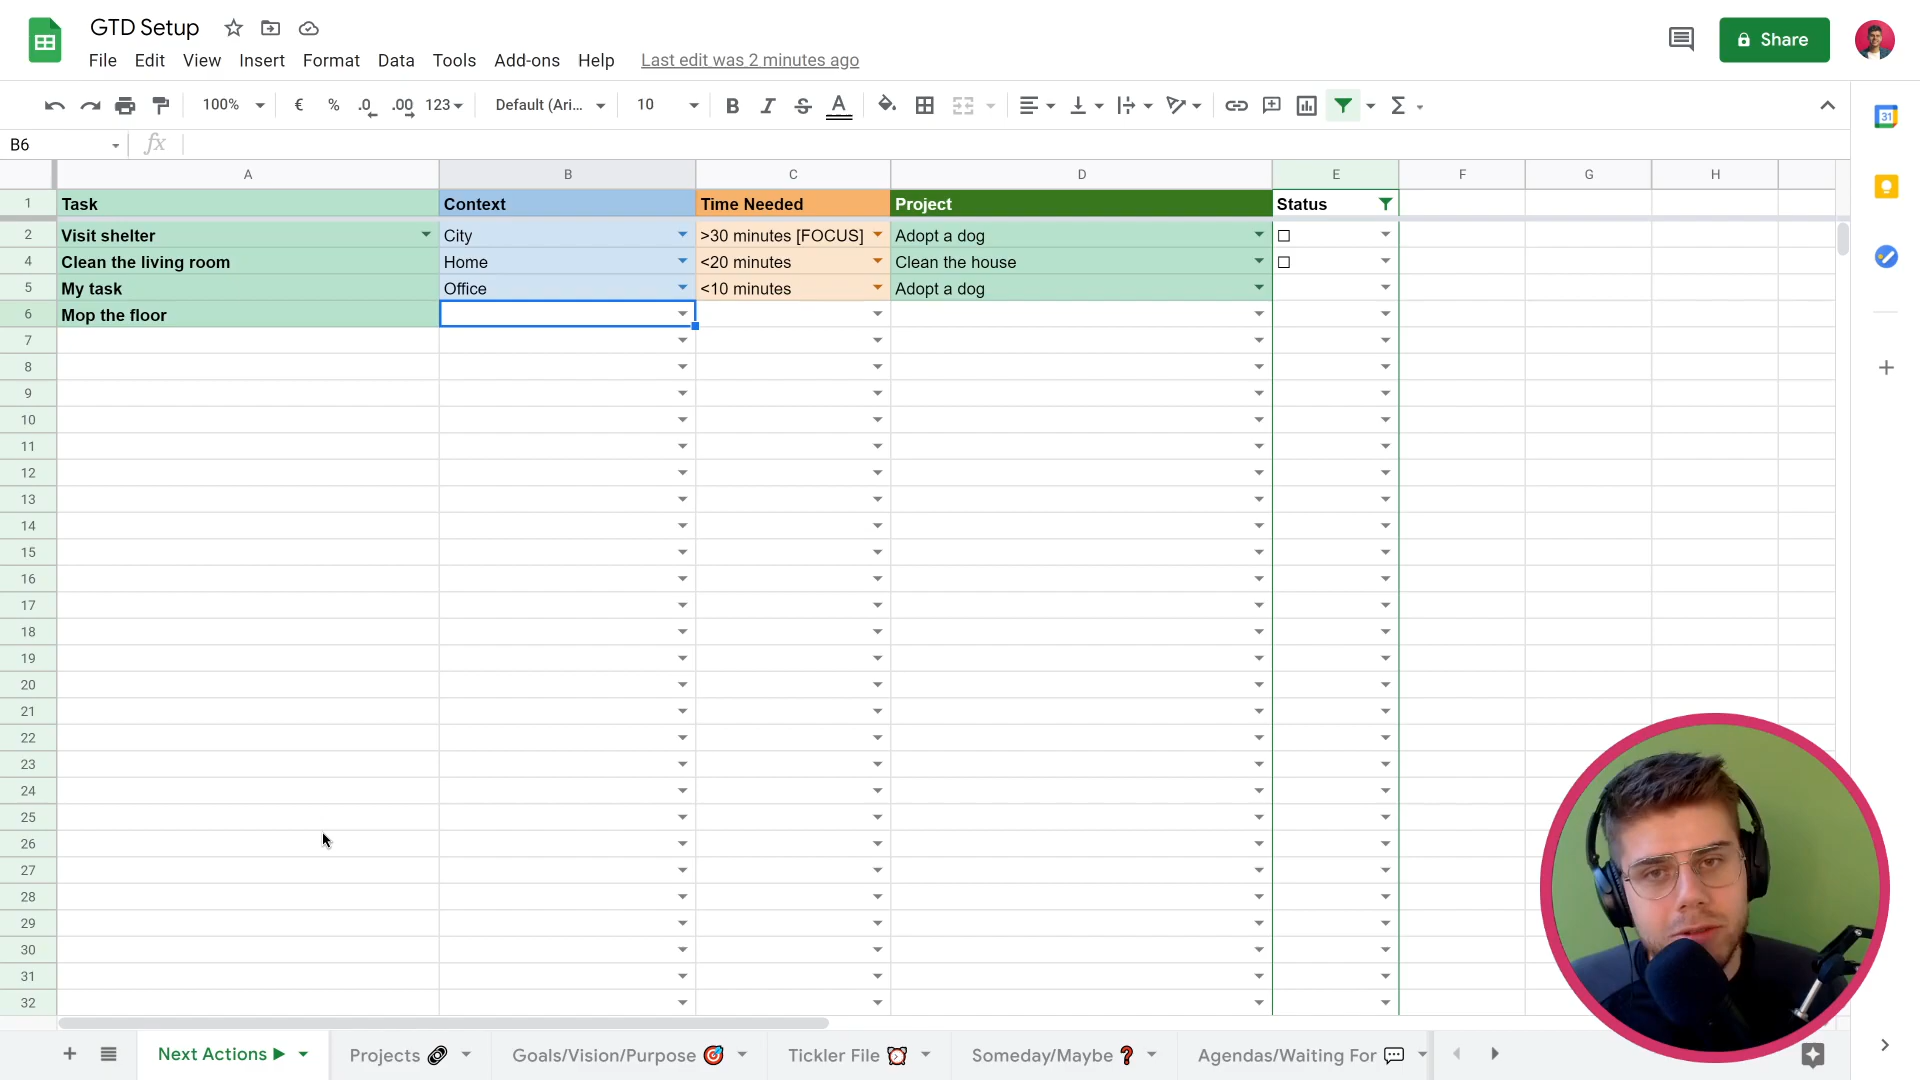 GTD Setup
File Edit View Insert Format Data Tools Add-ons Help Last edit was 2 minutes ago
Share
100% € % .0 .00 123 Default (Ari... 10 B I S A Σ
31
B6 fx
A B C D E F G H
1 Task Context Time Needed Project Status
2 Visit shelter City >30 minutes [FOCUS] Adopt a dog
4 Clean the living room Home <20 minutes Clean the house
5 My task Office <10 minutes Adopt a dog
6 Mop the floor
7
8
9
10
11
12
13
14
15
16
17
18
19
20
21
22
23
24
25
26
27
28
29
30
31
32
Next Actions Projects Goals/Vision/Purpose Tickler File Someday/Maybe ❓ Agendas/Waiting For